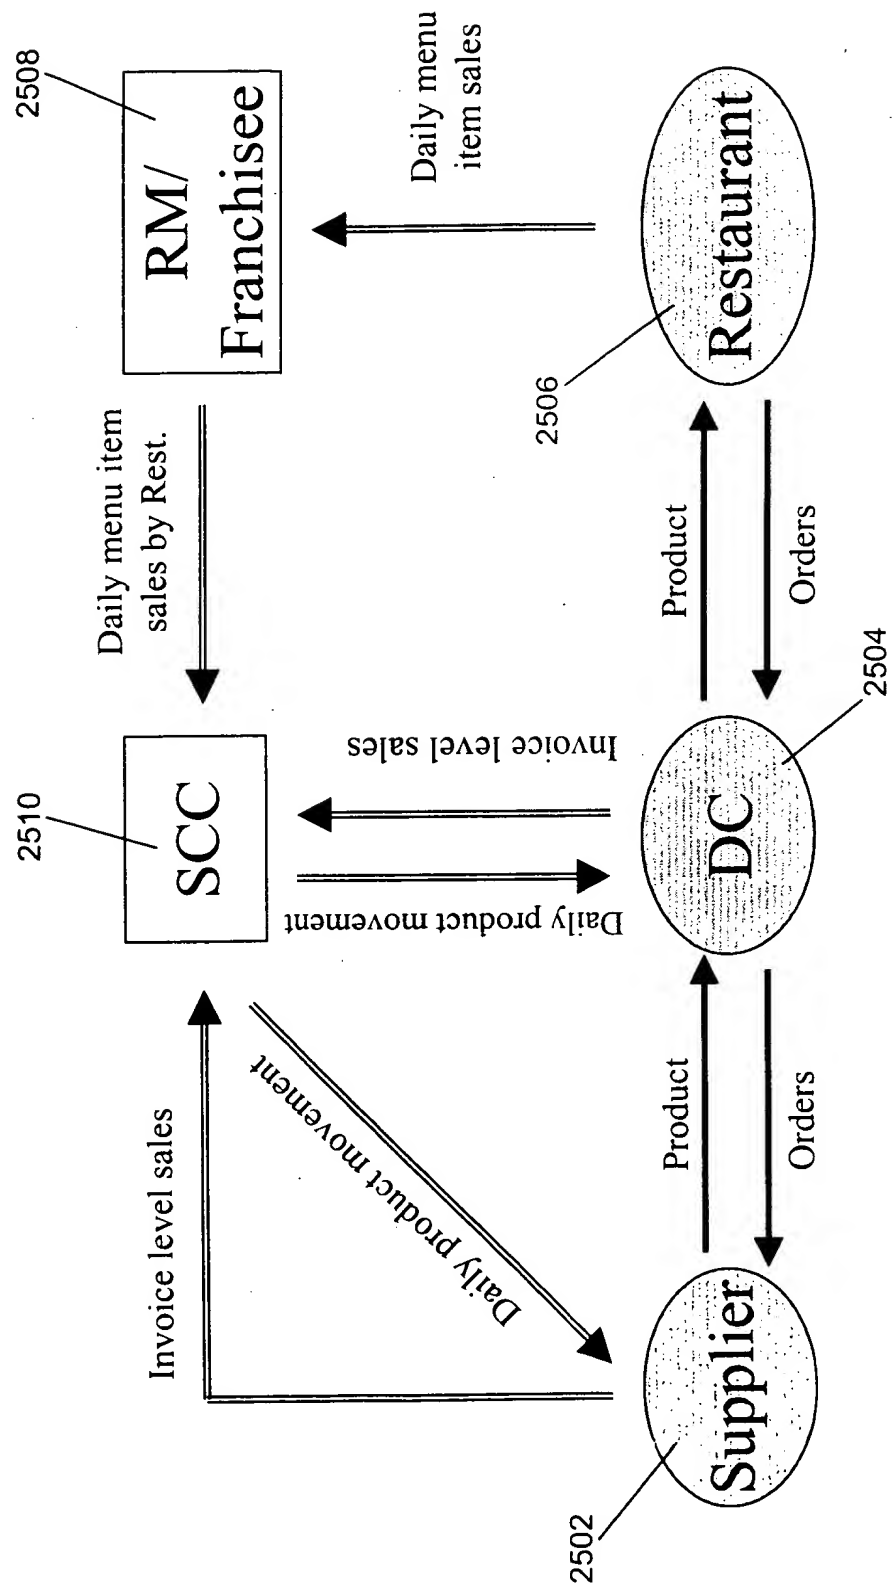 2510
2508
SCC
RM/
Franchisee
Daily menu item
sales by Rest.
Invoice level sales
Daily product
movement
Daily product movement
Invoice level sales
Daily menu
item sales
2506
2502
Supplier
Product
Orders
DC
2504
Product
Orders
Restaurant